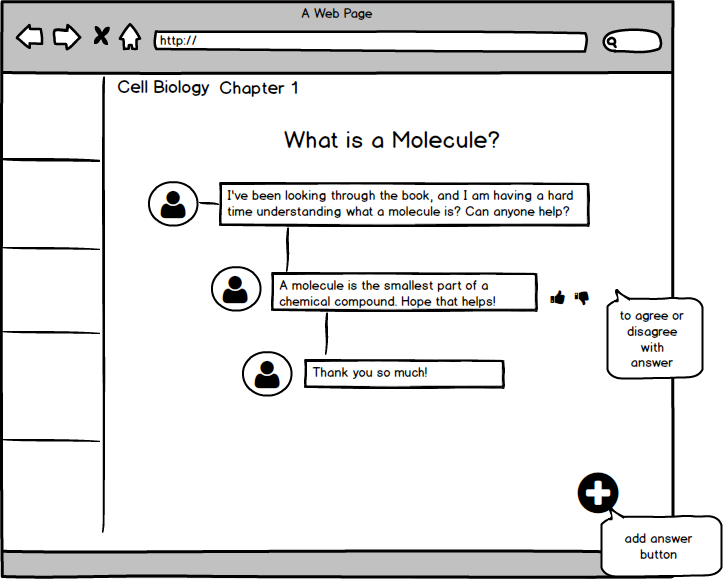 A Web Page
http://
Cell Biology Chapter 1
What is a Molecule?
I've been looking through the book, and I am having a hard
time understanding what a molecule is? Can anyone help?
A molecule is the smallest part of a
chemical compound. Hope that helps!
to agree or
disagree
with
answer
Thank you so much!
add answer
button